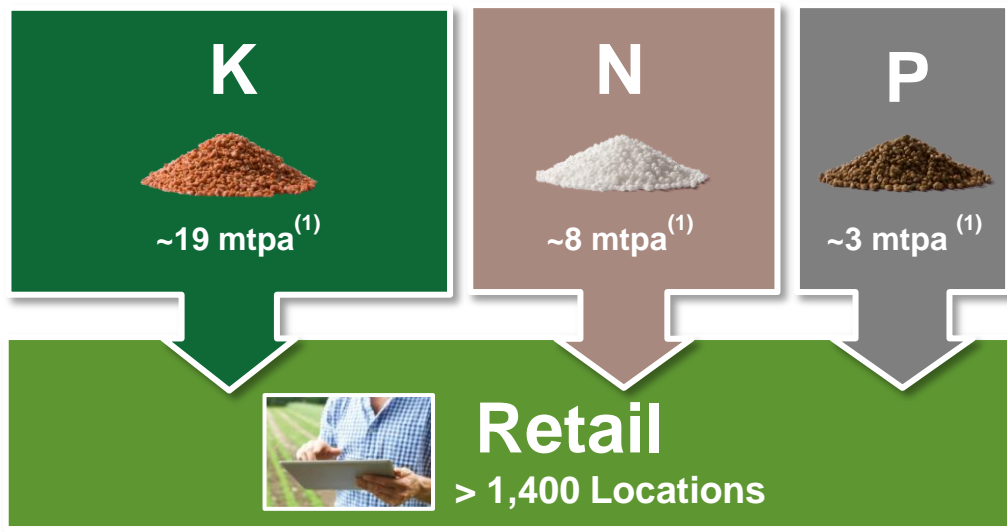 K
N
P
~19 mtpa(1)
~8 mtpa(1)
~3 mtpa (1)
Retail
> 1,400 Locations